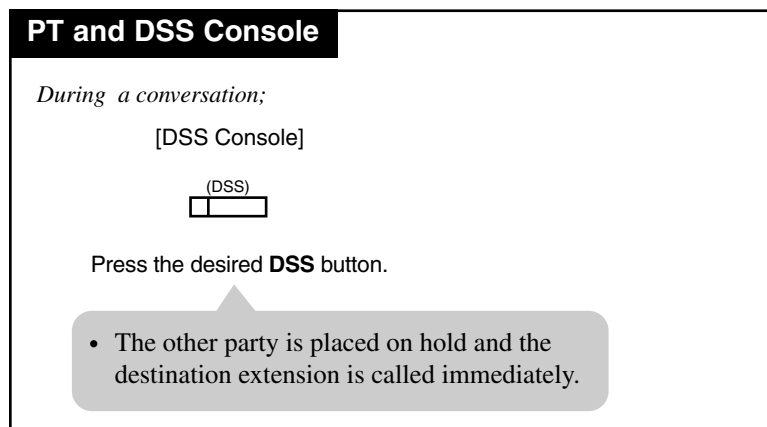 PT and DSS Console
During a conversation;
[DSS Console]
(DSS)
Press the desired DSS button.
• The other party is placed on hold and the
destination extension is called immediately.